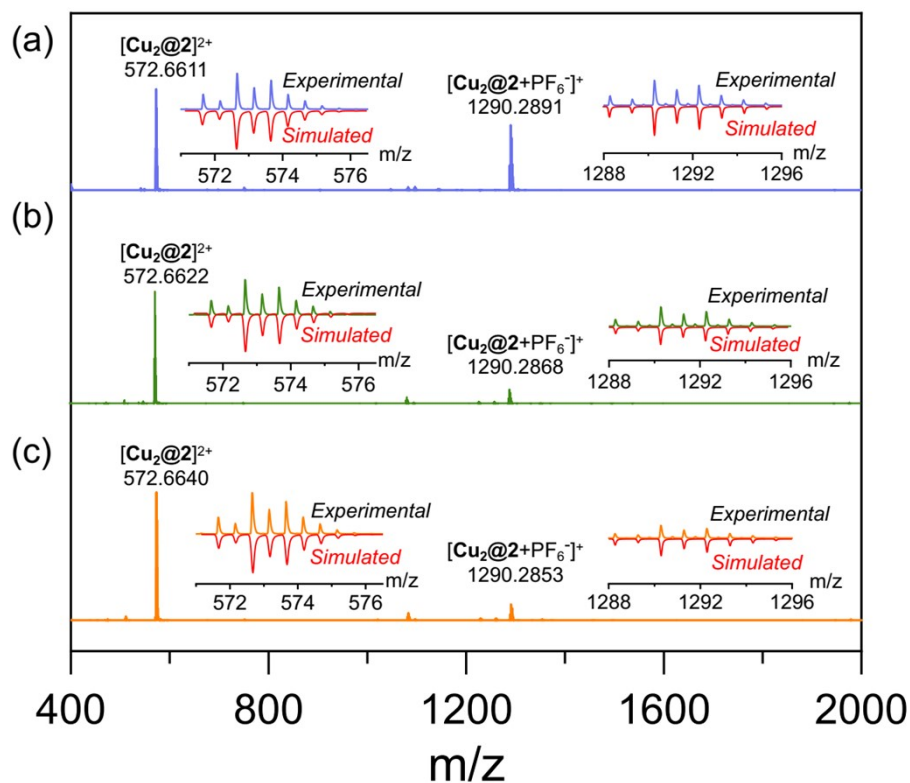 (a)
[Cu₂@2]²⁺
572.6611
Experimental
Simulated
m/z
572 574 576
[Cu₂@2+PF₆⁻]⁺
1290.2891
Experimental
Simulated
m/z
1288 1292 1296
(b)
[Cu₂@2]²⁺
572.6622
Experimental
Simulated
m/z
572 574 576
[Cu₂@2+PF₆⁻]⁺
1290.2868
Experimental
Simulated
m/z
1288 1292 1296
(c)
[Cu₂@2]²⁺
572.6640
Experimental
Simulated
m/z
572 574 576
[Cu₂@2+PF₆⁻]⁺
1290.2853
Experimental
Simulated
m/z
1288 1292 1296
400 800 1200 1600 2000
m/z